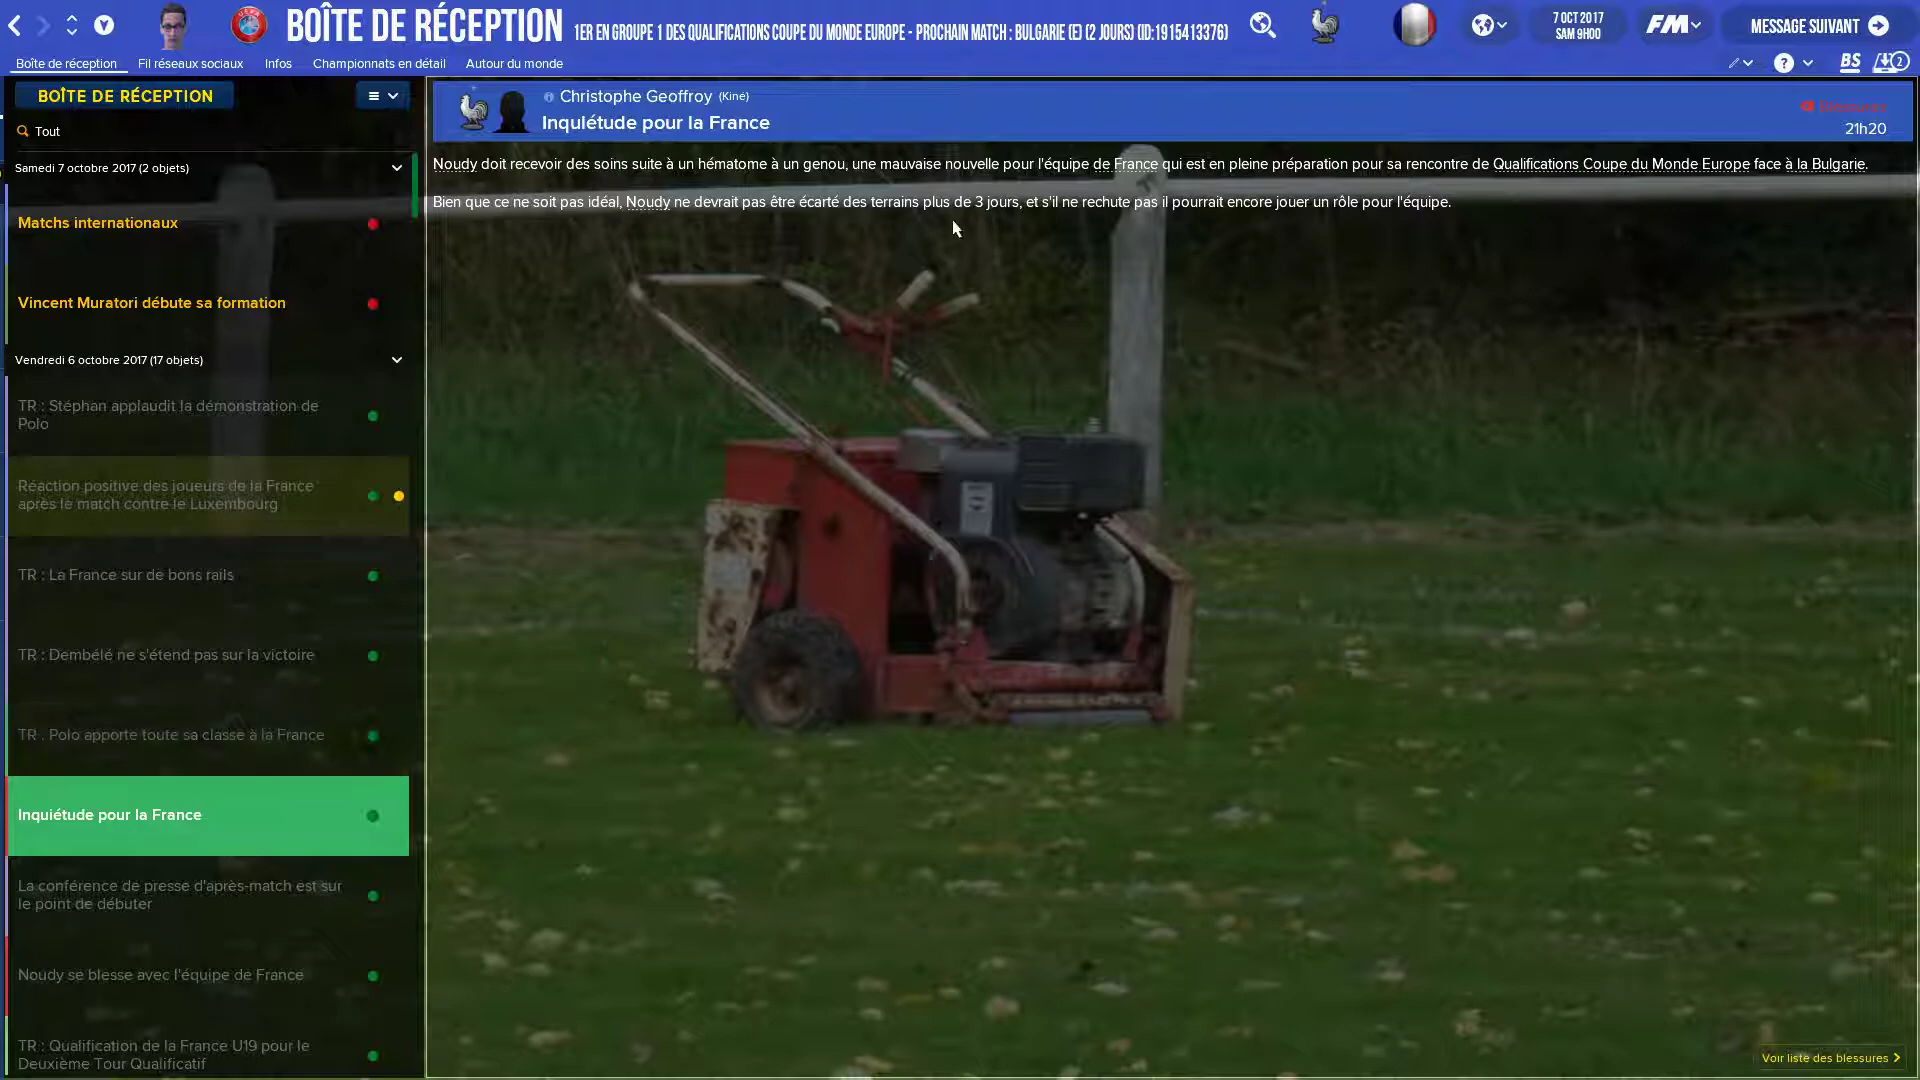 BOÎTE DE RÉCEPTION
1ER EN GROUPE 1 DES QUALIFICATIONS COUPE DU MONDE EUROPE - PROCHAIN MATCH : BULGARIE (E) (2 JOURS) (ID:1915413376)
7 OCT 2017
SAM 9H00
FM
MESSAGE SUIVANT
Boîte de réception
Fil réseaux sociaux
Infos
Championnats en détail
Autour du monde
?
BS
2
BOÎTE DE RÉCEPTION
Tout
Samedi 7 octobre 2017 (2 objets)
Matchs internationaux
Vincent Muratori débute sa formation
Vendredi 6 octobre 2017 (17 objets)
TR : Stéphan applaudit la démonstration de
Polo
Réaction positive des joueurs de la France
après le match contre le Luxembourg
TR : La France sur de bons rails
TR : Dembélé ne s'étend pas sur la victoire
TR : Polo apporte toute sa classe à la France
Inquiétude pour la France
La conférence de presse d'après-match est sur
le point de débuter
Noudy se blesse avec l'équipe de France
TR : Qualification de la France U19 pour le
Deuxième Tour Qualificatif
Christophe Geoffroy (Kiné)
Inquiétude pour la France
Blessures
21h20
Noudy doit recevoir des soins suite à un hématome à un genou, une mauvaise nouvelle pour l'équipe de France qui est en pleine préparation pour sa rencontre de Qualifications Coupe du Monde Europe face à la Bulgarie.
Bien que ce ne soit pas idéal, Noudy ne devrait pas être écarté des terrains plus de 3 jours, et s'il ne rechute pas il pourrait encore jouer un rôle pour l'équipe.
Voir liste des blessures